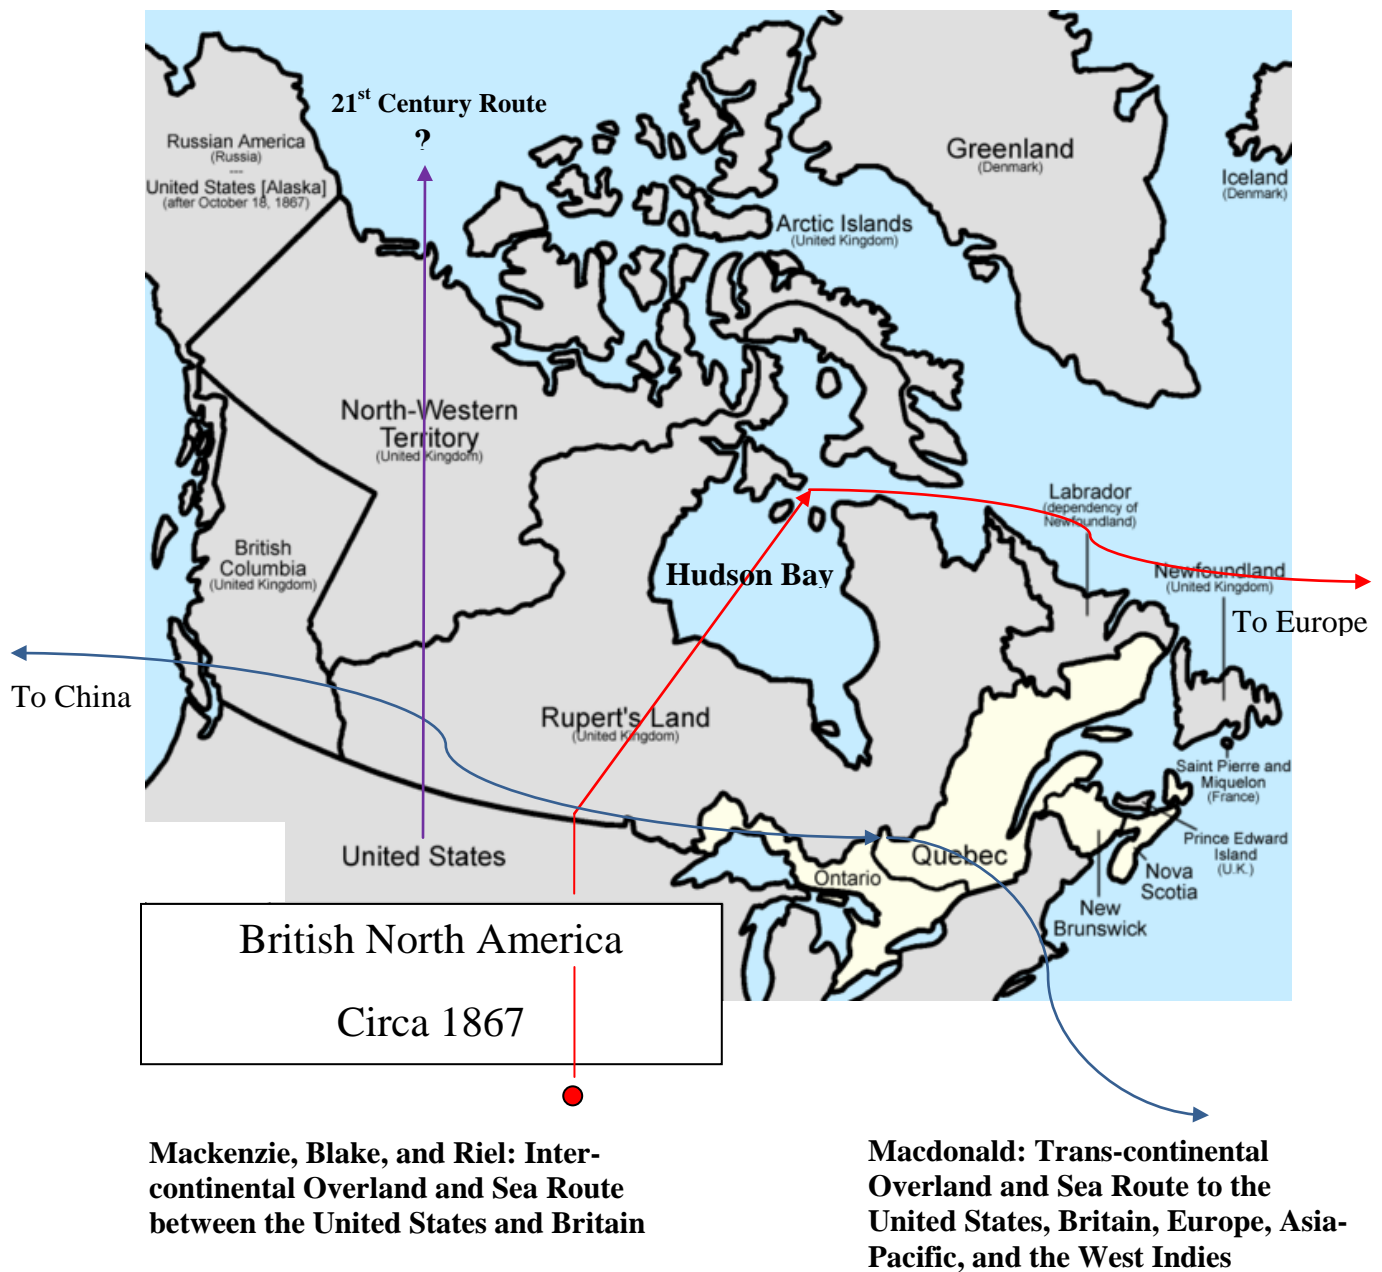 21st Century Route
?
Russian America
(Russia)
---
United States [Alaska]
(after October 18, 1867)
Greenland
(Denmark)
Iceland
(Denmark)
Arctic Islands
(United Kingdom)
North-Western
Territory
(United Kingdom)
Labrador
(dependency of
Newfoundland)
British
Columbia
(United Kingdom)
Hudson Bay
Newfoundland
(United Kingdom)
To Europe
To China
Rupert's Land
(United Kingdom)
Saint Pierre and
Miquelon
(France)
Prince Edward
Island
(U.K.)
United States
Quebec
Ontario
Nova
Scotia
New
Brunswick
British North America
Circa 1867
Mackenzie, Blake, and Riel: Inter-
continental Overland and Sea Route
between the United States and Britain
Macdonald: Trans-continental
Overland and Sea Route to the
United States, Britain, Europe, Asia-
Pacific, and the West Indies